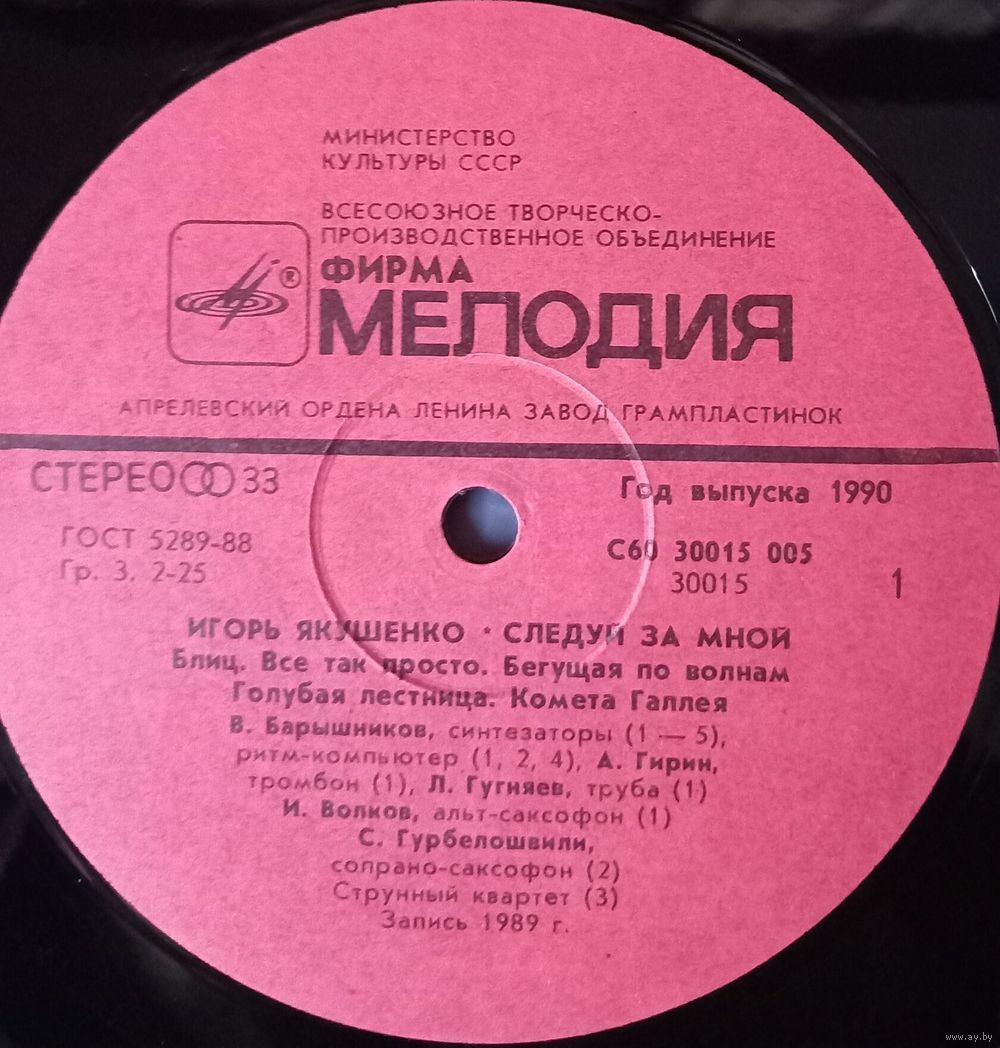 МИНИСТЕРСТВО
КУЛЬТУРЫ СССР
ВСЕСОЮЗНОЕ ТВОРЧЕСКО-
ПРОИЗВОДСТВЕННОЕ ОБЪЕДИНЕНИЕ
®
ФИРМА
МЕЛОДИЯ
АПРЕЛЕВСКИЙ ОРДЕНА ЛЕНИНА ЗАВОД ГРАМПЛАСТИНОК
СТЕРЕО 33
Год выпуска 1990
ГОСТ 5289-88
С60 30015 005
Гр. 3. 2-25
30015
1
ИГОРЬ ЯКУШЕНКО · СЛЕДУЙ ЗА МНОЙ
Блиц. Все так просто. Бегущая по волнам
Голубая лестница. Комета Галлея
В. Барышников, синтезаторы (1 — 5),
ритм-компьютер (1, 2, 4), А. Гирин,
тромбон (1), Л. Гугняев, труба (1)
И. Волков, альт-саксофон (1)
С. Гурбелошвили,
сопрано-саксофон (2)
Струнный квартет (3)
Запись 1989 г.
www.ay.by